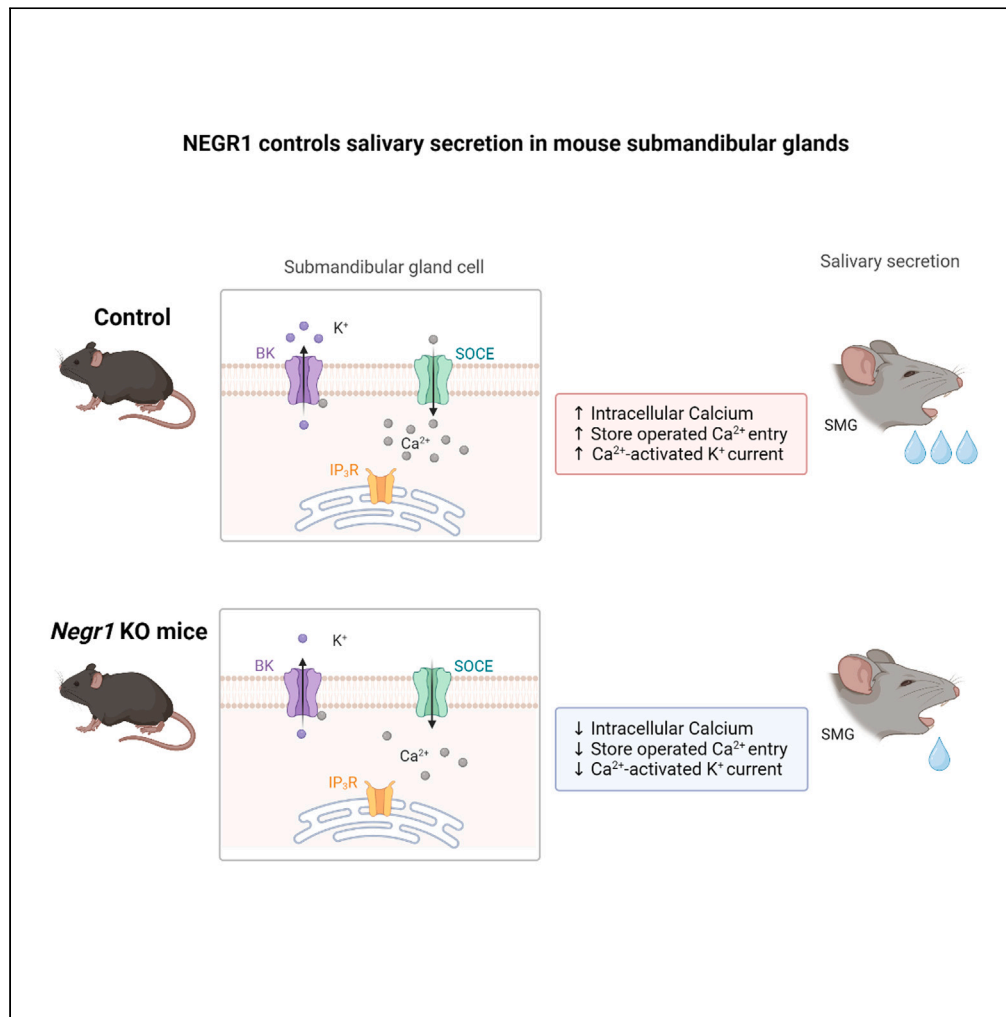 NEGR1 controls salivary secretion in mouse submandibular glands
Submandibular gland cell
Salivary secretion
Control
K⁺
BK
SOCE
Ca²⁺
IP₃R
↑ Intracellular Calcium
↑ Store operated Ca²⁺ entry
↑ Ca²⁺-activated K⁺ current
SMG
Negr1 KO mice
K⁺
BK
SOCE
Ca²⁺
IP₃R
↓ Intracellular Calcium
↓ Store operated Ca²⁺ entry
↓ Ca²⁺-activated K⁺ current
SMG